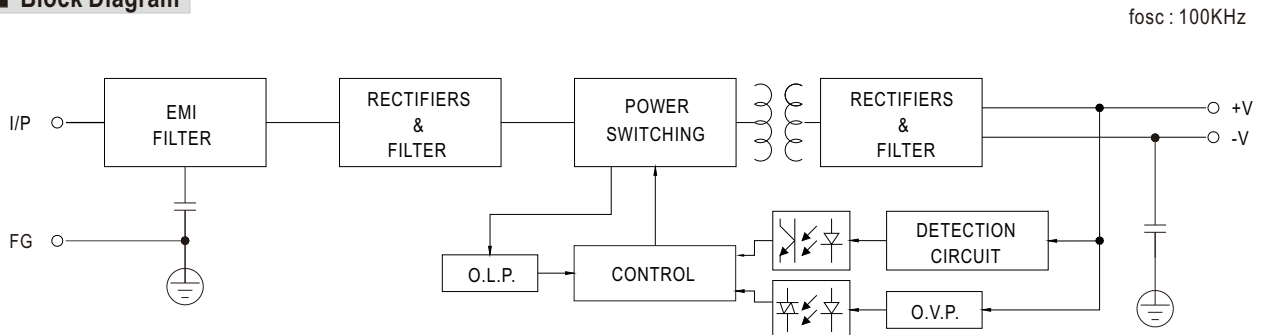 Block Diagram
fosc : 100KHz
I/P
EMI
FILTER
RECTIFIERS
&
FILTER
POWER
SWITCHING
RECTIFIERS
&
FILTER
+V
-V
FG
O.L.P.
CONTROL
DETECTION
CIRCUIT
O.V.P.